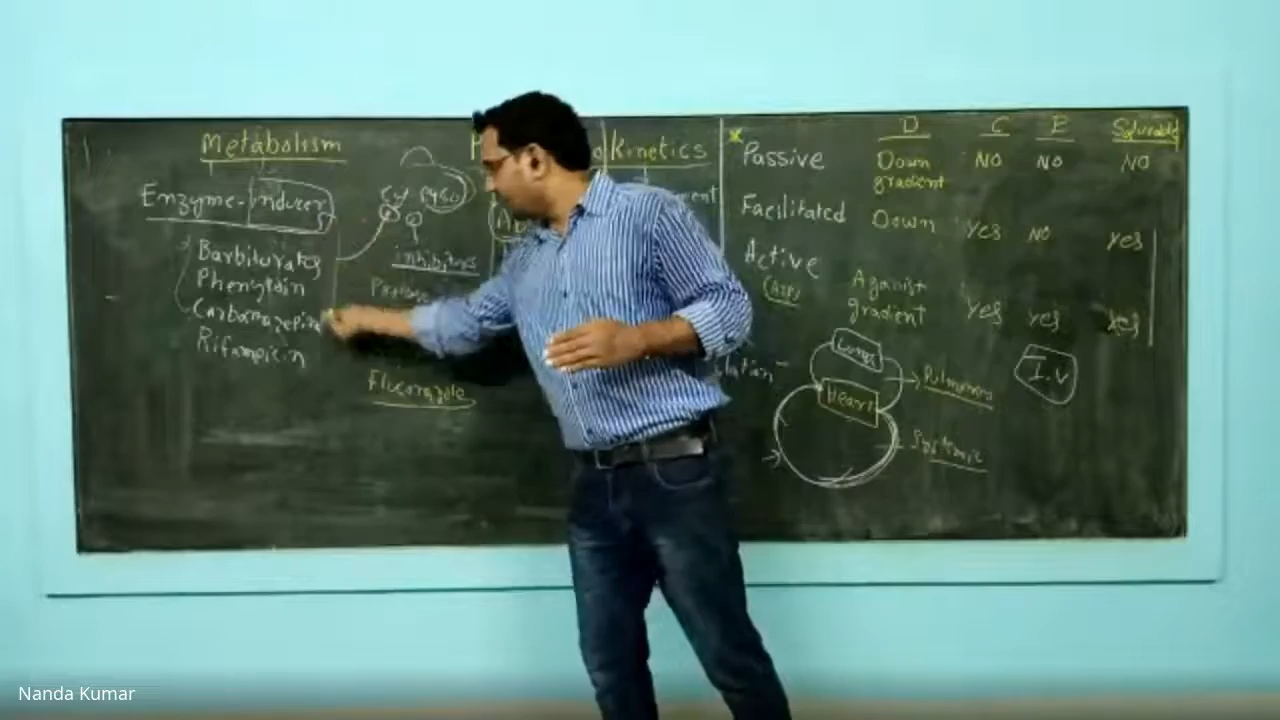 Metabolism
Enzyme-Inducers
Barbiturates
Phenytoin
Carbamazepine
Rifampicin
Cy P450
inhibitors
Fluconazole
Kinetics
D C E Saturable
Passive Down gradient NO NO NO
Facilitated Down Yes NO Yes
Active Against gradient Yes Yes Yes
(ATP)
Lungs
Heart
Pulmonary
Systemic
I.V
Nanda Kumar